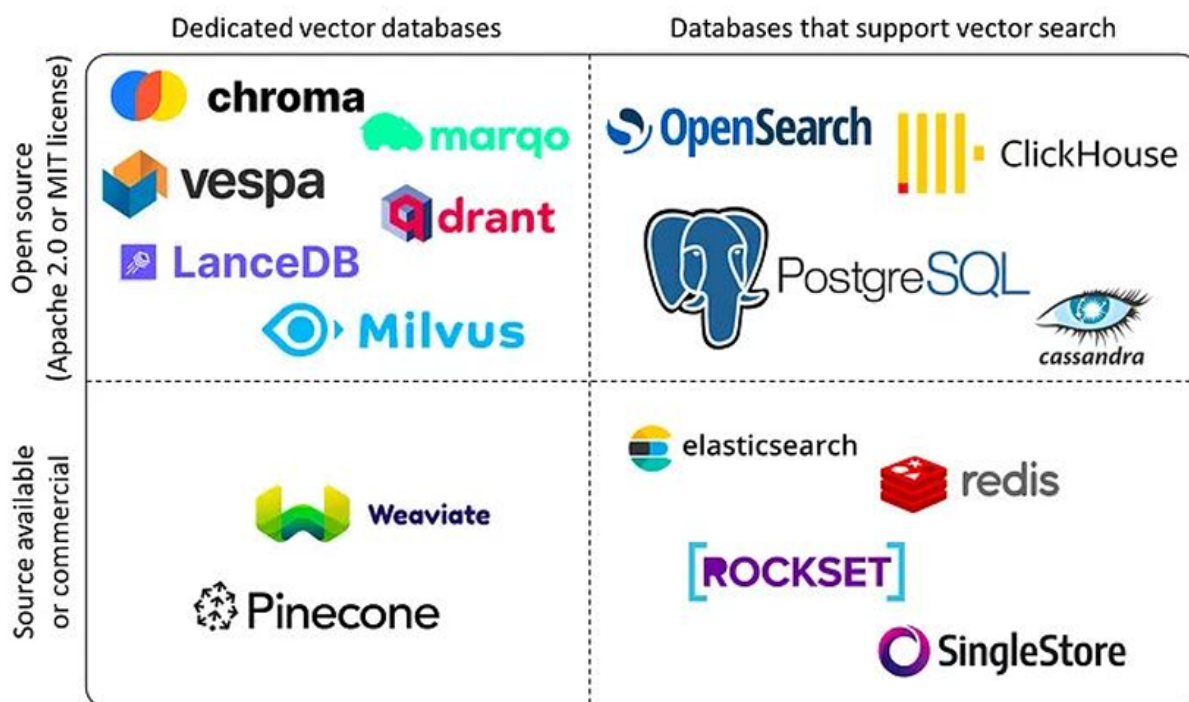 Dedicated vector databases
Databases that support vector search
Open source
(Apache 2.0 or MIT license)
chroma
marqo
vespa
qdrant
LanceDB
Milvus
OpenSearch
ClickHouse
PostgreSQL
cassandra
Source available
or commercial
Weaviate
Pinecone
elasticsearch
redis
[ROCKSET]
SingleStore